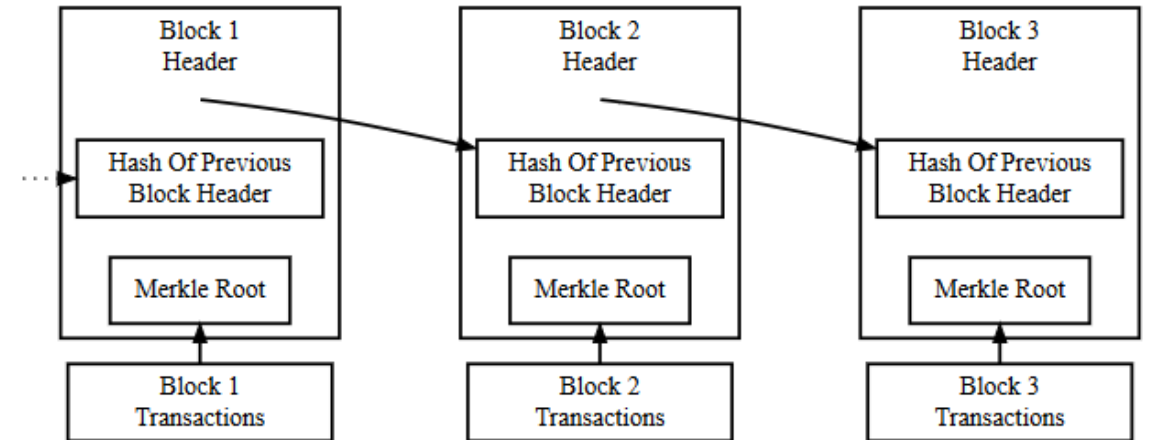 Block 1
Header
Hash Of Previous
Block Header
Merkle Root
Block 1
Transactions
Block 2
Header
Hash Of Previous
Block Header
Merkle Root
Block 2
Transactions
Block 3
Header
Hash Of Previous
Block Header
Merkle Root
Block 3
Transactions